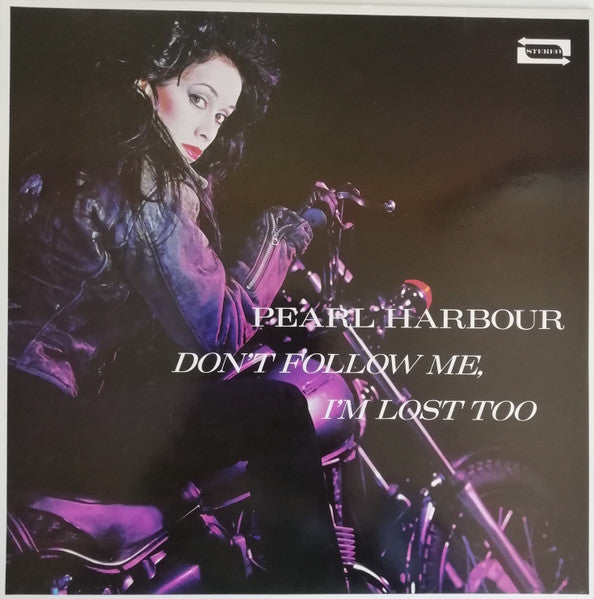 STEREO
PEARL HARBOUR
DON'T FOLLOW ME,
I'M LOST TOO